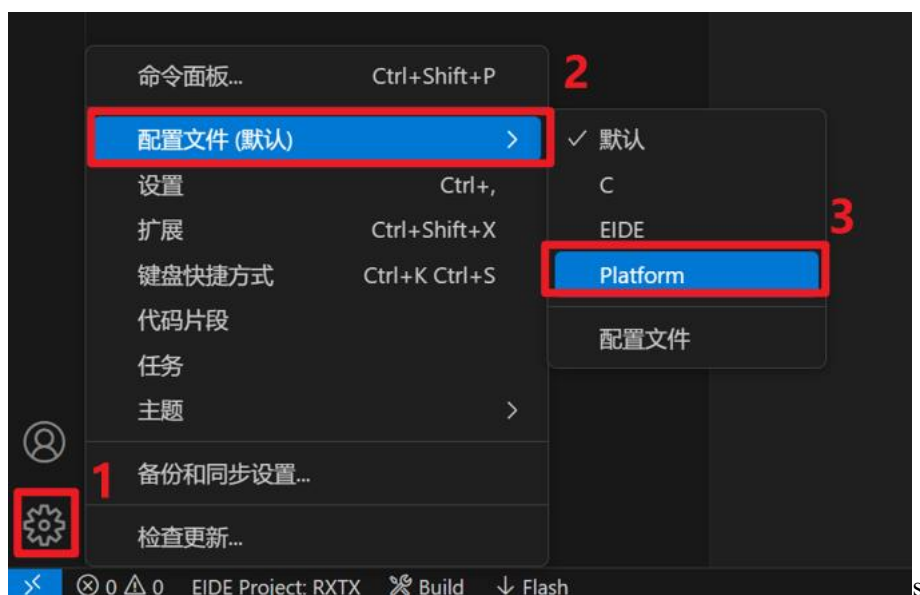 命令面板... Ctrl+Shift+P
2
配置文件 (默认) >
✓ 默认
设置 Ctrl+,
C
扩展 Ctrl+Shift+X
EIDE
3
键盘快捷方式 Ctrl+K Ctrl+S
Platform
代码片段
配置文件
任务
主题 >
1
备份和同步设置...
检查更新...
0 0 EIDE Project: RXTX Build ↓ Flash
s